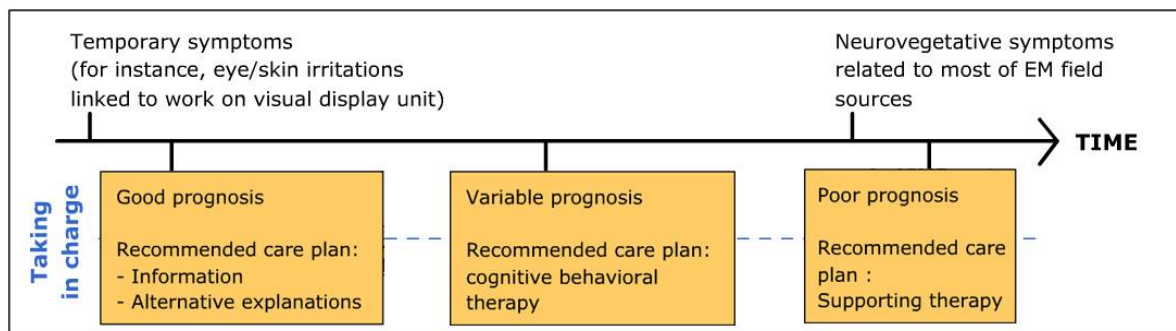 Temporary symptoms
(for instance, eye/skin irritations
linked to work on visual display unit)
Neurovegetative symptoms
related to most of EM field
sources
TIME
Taking
in charge
Good prognosis
Recommended care plan:
- Information
- Alternative explanations
Variable prognosis
Recommended care plan:
cognitive behavioral
therapy
Poor prognosis
Recommended care
plan :
Supporting therapy